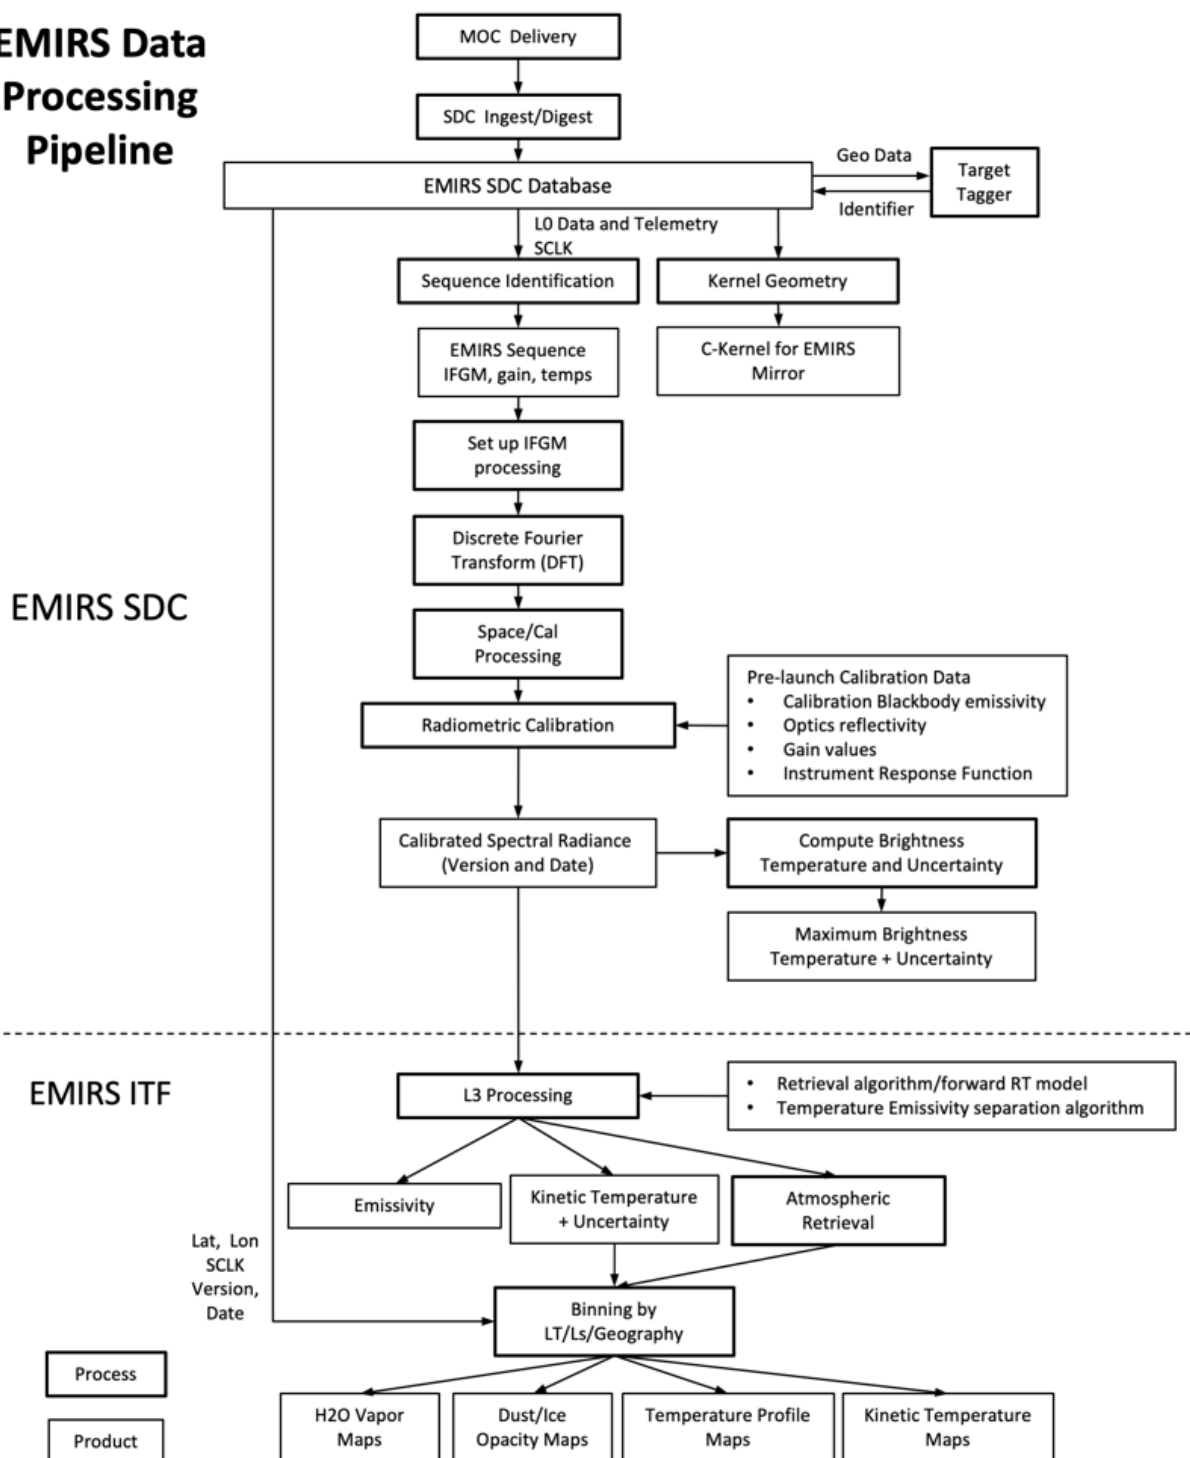 EMIRS Data
Processing
Pipeline
MOC Delivery
SDC Ingest/Digest
EMIRS SDC Database
Geo Data
Identifier
Target
Tagger
L0 Data and Telemetry
SCLK
Sequence Identification
Kernel Geometry
EMIRS Sequence
IFGM, gain, temps
C-Kernel for EMIRS
Mirror
Set up IFGM
processing
Discrete Fourier
Transform (DFT)
EMIRS SDC
Space/Cal
Processing
Radiometric Calibration
Pre-launch Calibration Data
• Calibration Blackbody emissivity
• Optics reflectivity
• Gain values
• Instrument Response Function
Calibrated Spectral Radiance
(Version and Date)
Compute Brightness
Temperature and Uncertainty
Maximum Brightness
Temperature + Uncertainty
EMIRS ITF
L3 Processing
• Retrieval algorithm/forward RT model
• Temperature Emissivity separation algorithm
Emissivity
Kinetic Temperature
+ Uncertainty
Atmospheric
Retrieval
Lat, Lon
SCLK
Version,
Date
Binning by
LT/Ls/Geography
Process
Product
H2O Vapor
Maps
Dust/Ice
Opacity Maps
Temperature Profile
Maps
Kinetic Temperature
Maps